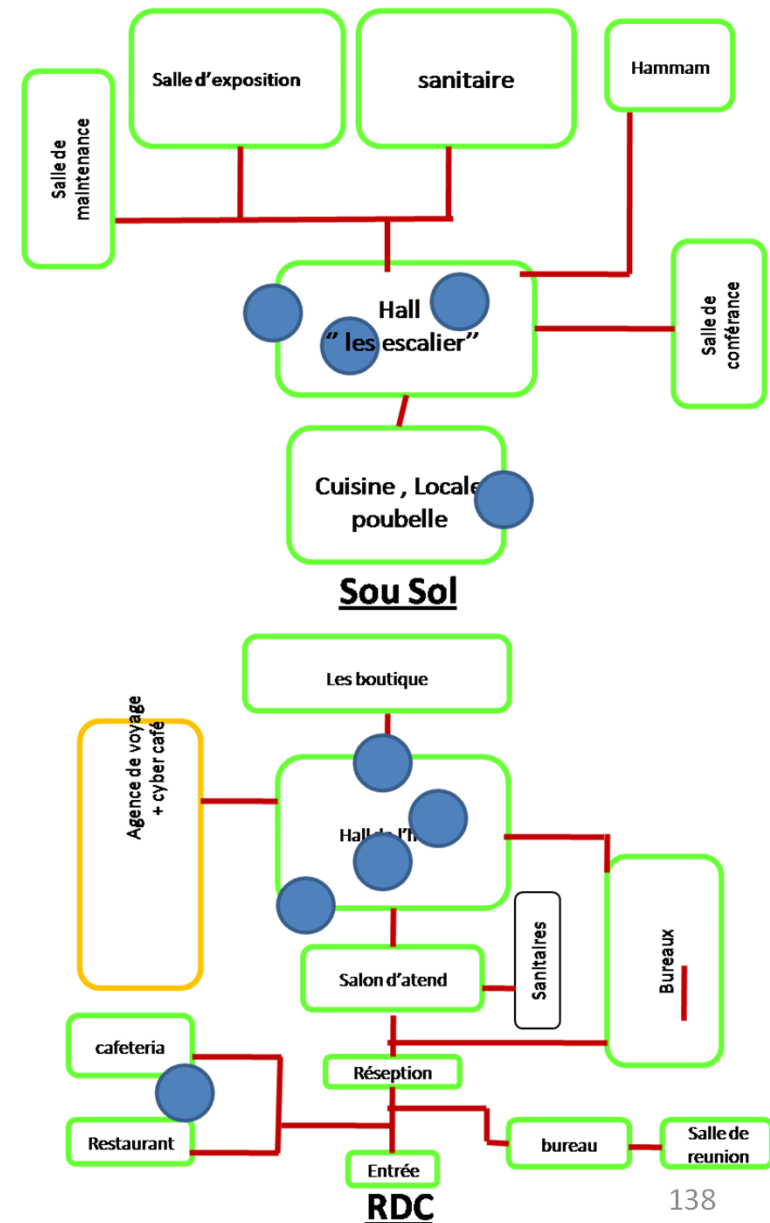 Salle d'exposition
sanitaire
Hammam
Salle de
maintenance
Hall
” les escalier”
Salle de
conférance
Cuisine , Locale
poubelle
Sou Sol
Les boutique
Agence de voyage
+ cyber café
Hall
Bureaux
Salon d'atend
Sanitaires
cafeteria
Réseption
Restaurant
bureau
Salle de
reunion
Entrée
RDC
138